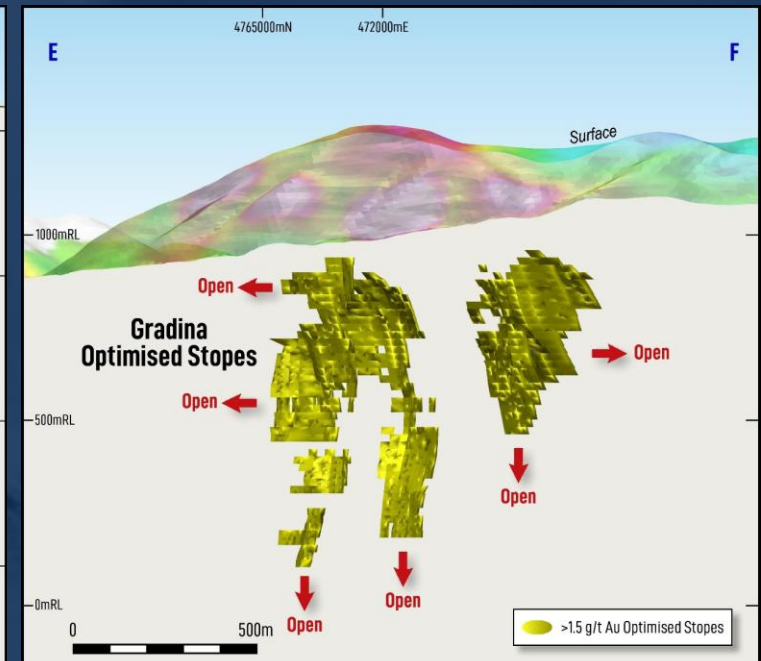 4765000mN 472000mE
E F
Surface
1000mRL
Open
Gradina
Optimised Stopes
Open
Open
500mRL
Open
Open
Open
0mRL
0 500m
>1.5 g/t Au Optimised Stopes